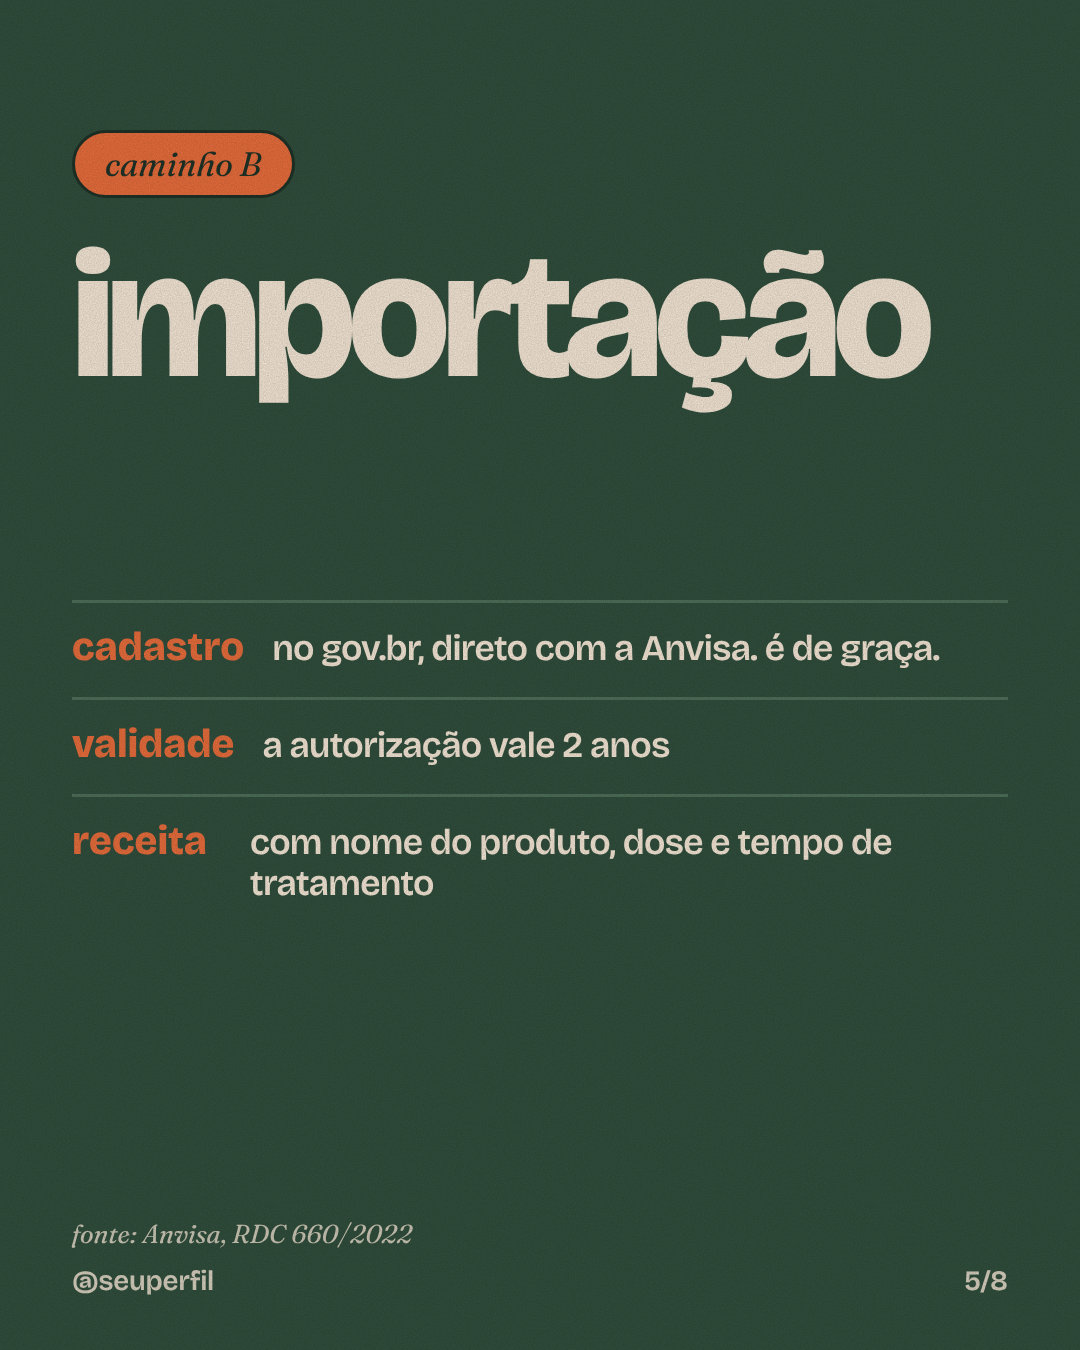 caminho B
importação
cadastro no gov.br, direto com a Anvisa. é de graça.
validade a autorização vale 2 anos
receita com nome do produto, dose e tempo de
tratamento
fonte: Anvisa, RDC 660/2022
@seuperfil 5/8